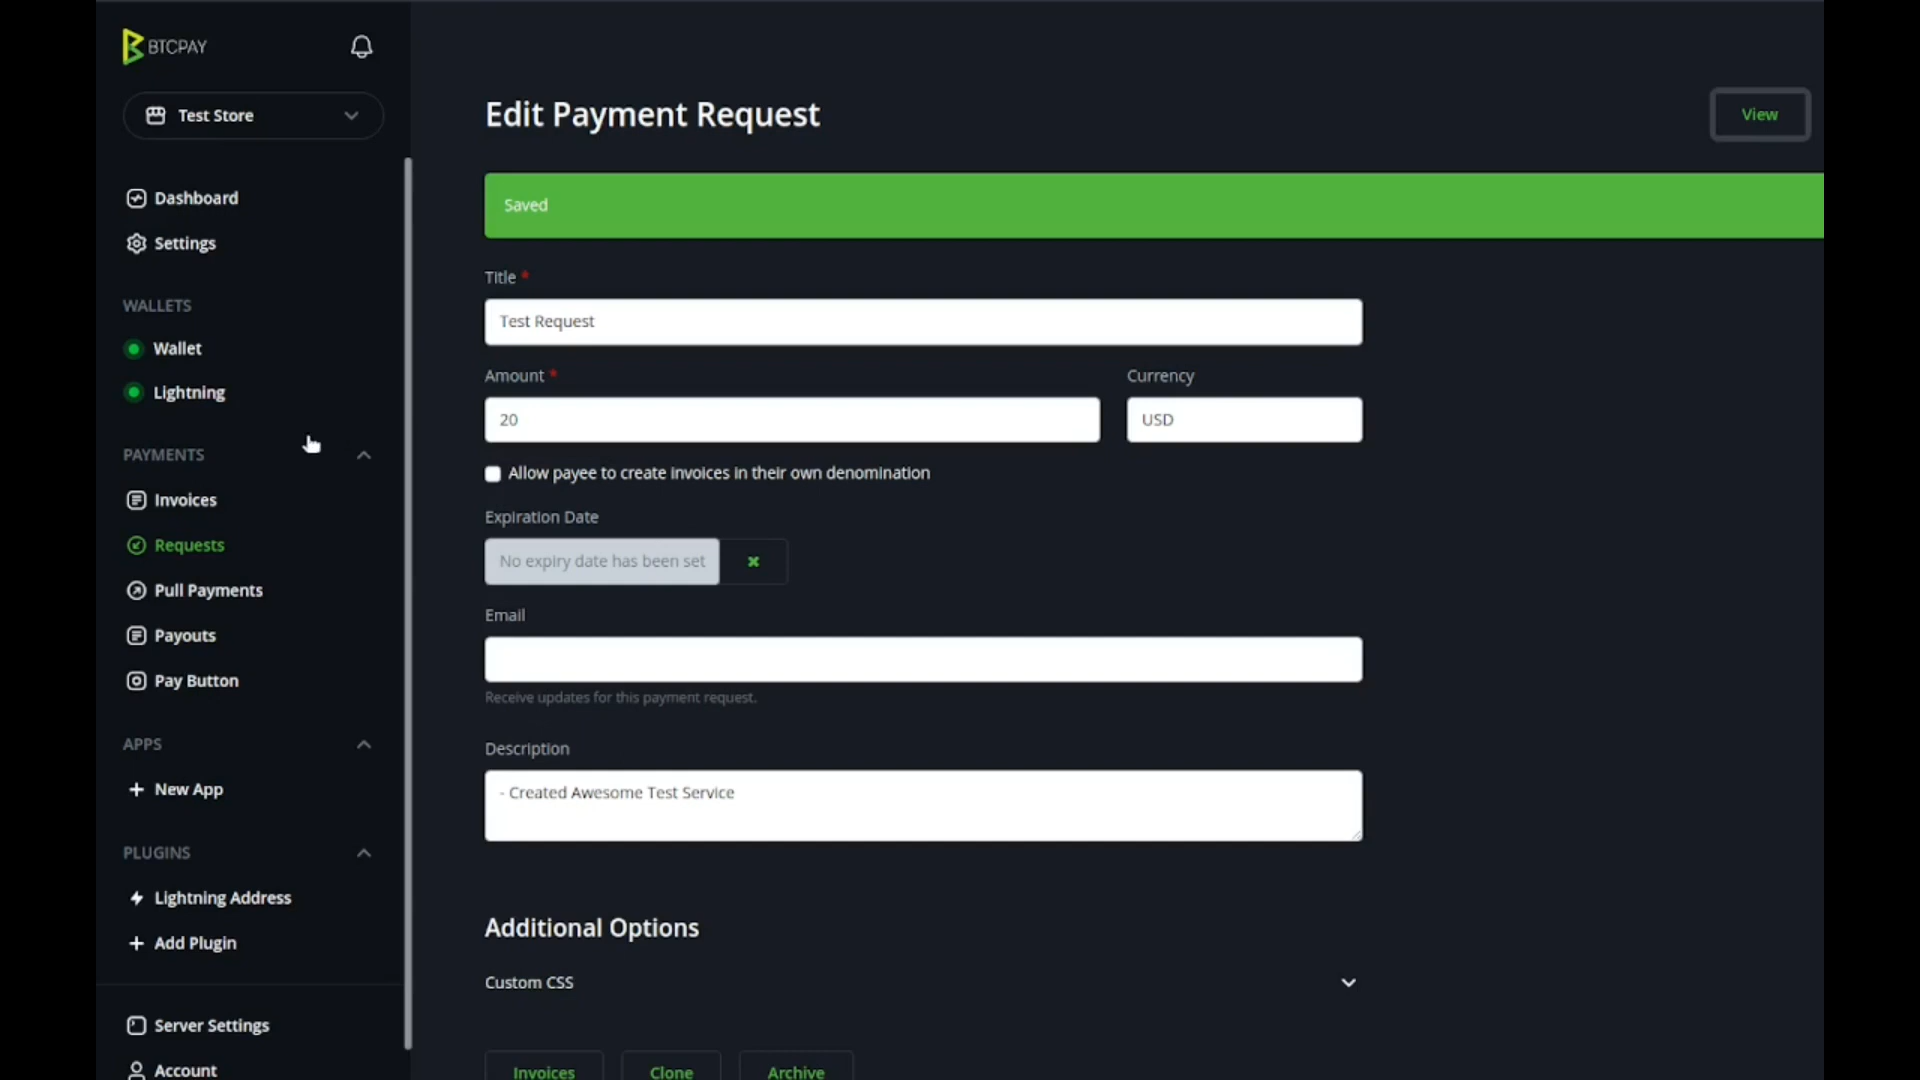 BTCPAY
Test Store
Dashboard
Settings
WALLETS
Wallet
Lightning
PAYMENTS
Invoices
Requests
Pull Payments
Payouts
Pay Button
APPS
New App
PLUGINS
Lightning Address
Add Plugin
Server Settings
Account
Edit Payment Request
View
Saved
Title *
Test Request
Amount * Currency
20 USD
Allow payee to create invoices in their own denomination
Expiration Date
No expiry date has been set
Email
Receive updates for this payment request.
Description
- Created Awesome Test Service
Additional Options
Custom CSS
Invoices Clone Archive